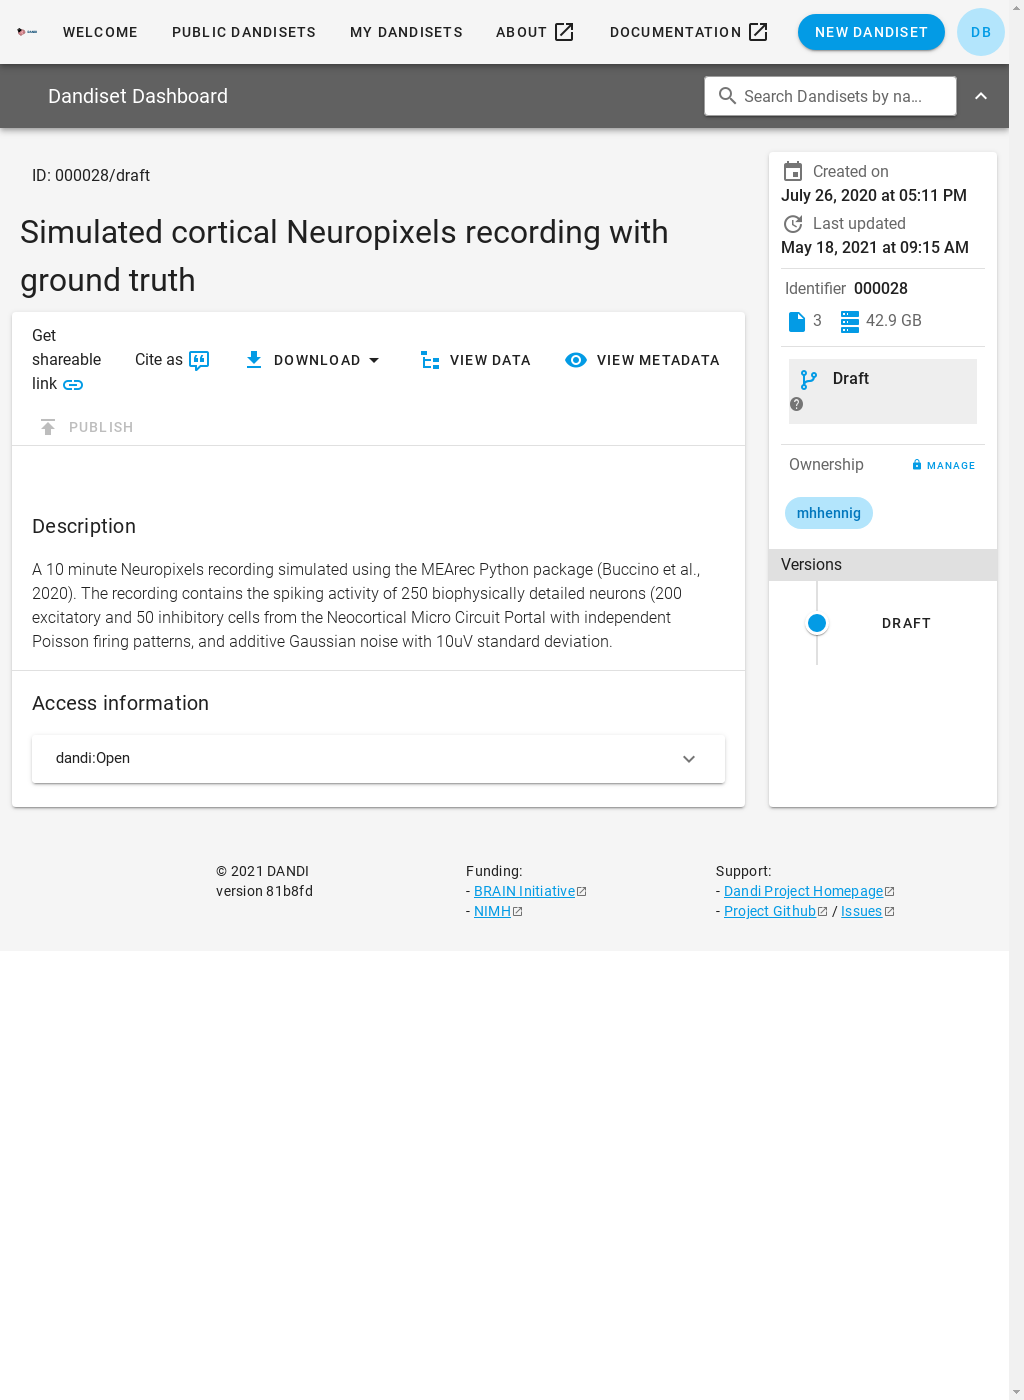 WELCOME PUBLIC DANDISETS MY DANDISETS ABOUT DOCUMENTATION NEW DANDISET DB
Dandiset Dashboard Search Dandisets by na...
ID: 000028/draft
Simulated cortical Neuropixels recording with
ground truth
Get
shareable
link
Cite as DOWNLOAD VIEW DATA VIEW METADATA
PUBLISH
Description
A 10 minute Neuropixels recording simulated using the MEArec Python package (Buccino et al.,
2020). The recording contains the spiking activity of 250 biophysically detailed neurons (200
excitatory and 50 inhibitory cells from the Neocortical Micro Circuit Portal with independent
Poisson firing patterns, and additive Gaussian noise with 10uV standard deviation.
Access information
dandi:Open
Created on
July 26, 2020 at 05:11 PM
Last updated
May 18, 2021 at 09:15 AM
Identifier 000028
3 42.9 GB
Draft
Ownership MANAGE
mhhennig
Versions
DRAFT
© 2021 DANDI
version 81b8fd
Funding:
- BRAIN Initiative
- NIMH
Support:
- Dandi Project Homepage
- Project Github / Issues